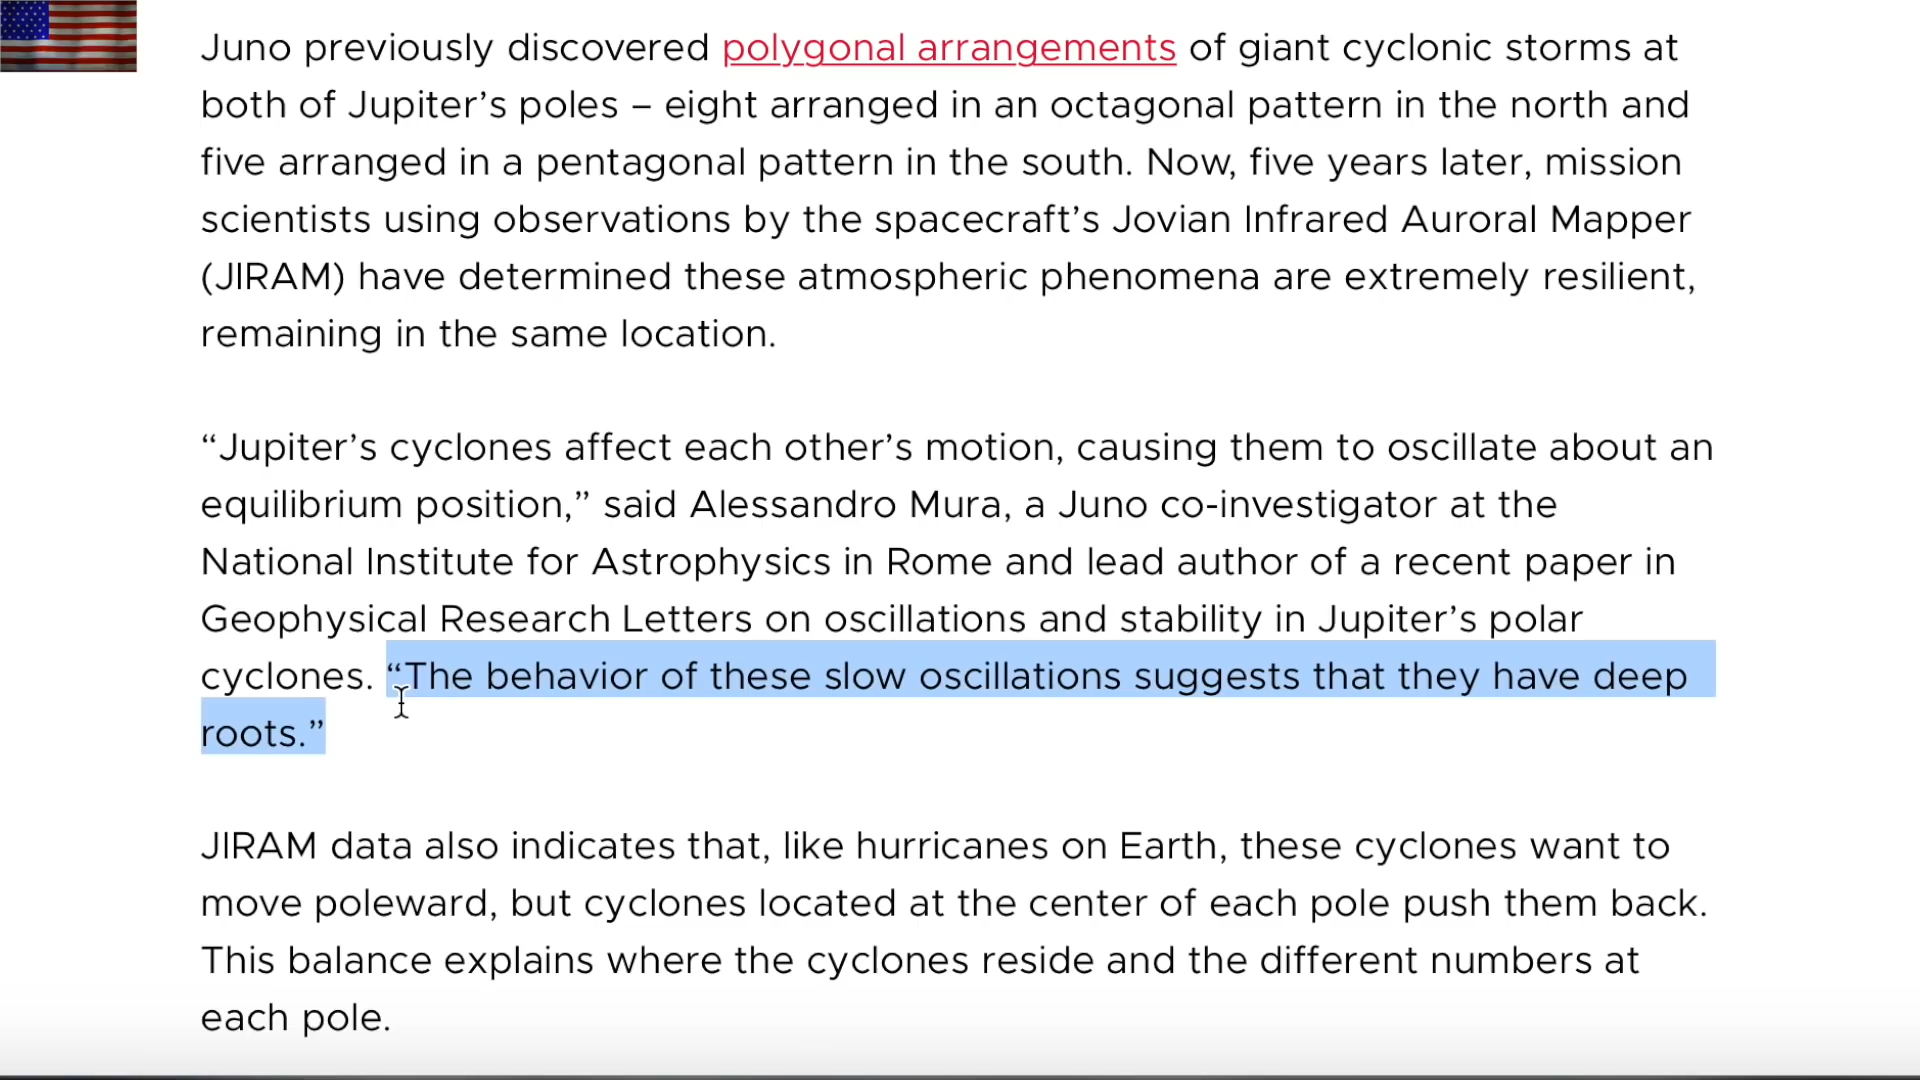 Juno previously discovered polygonal arrangements of giant cyclonic storms at
both of Jupiter’s poles – eight arranged in an octagonal pattern in the north and
five arranged in a pentagonal pattern in the south. Now, five years later, mission
scientists using observations by the spacecraft’s Jovian Infrared Auroral Mapper
(JIRAM) have determined these atmospheric phenomena are extremely resilient,
remaining in the same location.
“Jupiter’s cyclones affect each other’s motion, causing them to oscillate about an
equilibrium position,” said Alessandro Mura, a Juno co-investigator at the
National Institute for Astrophysics in Rome and lead author of a recent paper in
Geophysical Research Letters on oscillations and stability in Jupiter’s polar
cyclones. “The behavior of these slow oscillations suggests that they have deep
roots.”
JIRAM data also indicates that, like hurricanes on Earth, these cyclones want to
move poleward, but cyclones located at the center of each pole push them back.
This balance explains where the cyclones reside and the different numbers at
each pole.